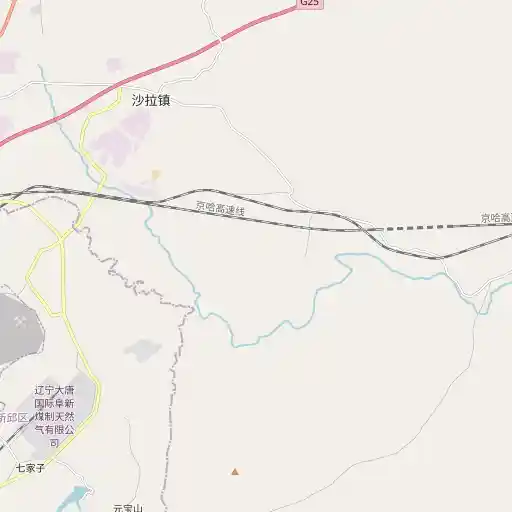 G25
沙拉镇
京哈高速线
京哈高
辽宁大唐
国际阜新
煤制天然
气有限公
司
新邱区
七家子
元宝山